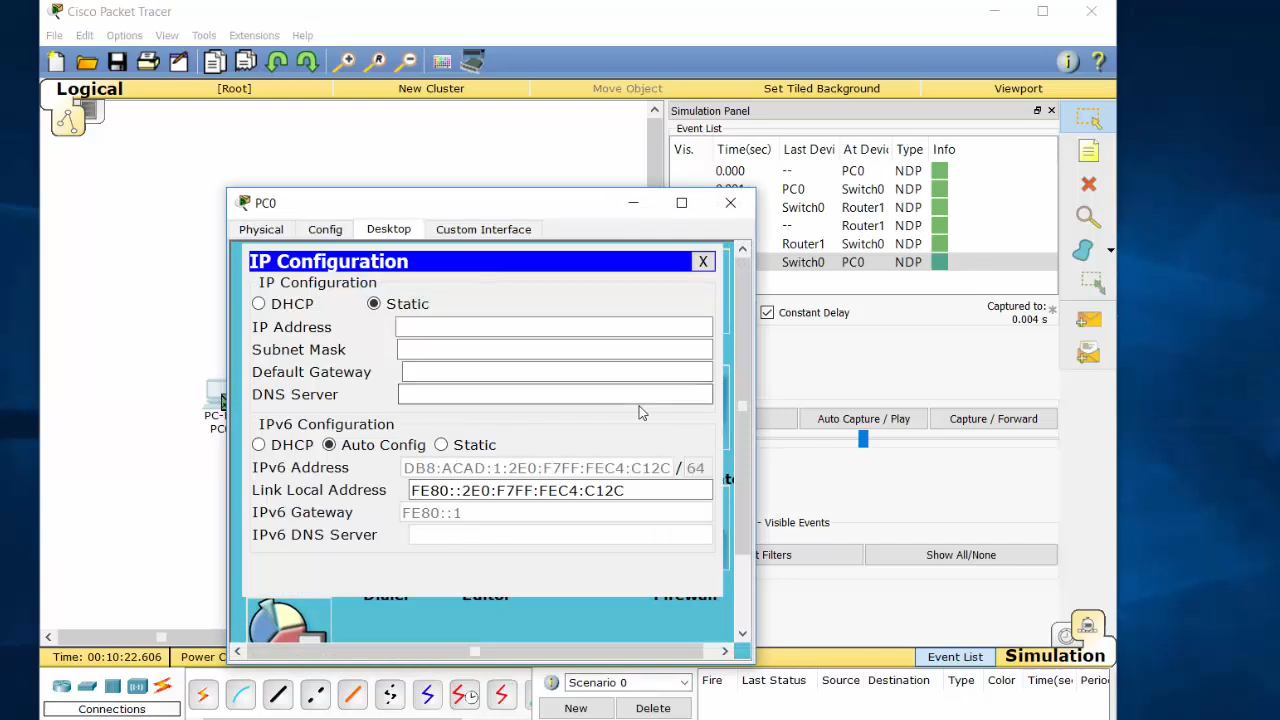 Cisco Packet Tracer
File Edit Options View Tools Extensions Help
Logical [Root] New Cluster Move Object Set Tiled Background Viewport
Simulation Panel
Event List
Vis. Time(sec) Last Devi At Devic Type Info
0.000 -- PC0 NDP
PC0 Switch0 NDP
Switch0 Router1 NDP
-- Router1 NDP
Router1 Switch0 NDP
Switch0 PC0 NDP
Constant Delay Captured to: *
0.004 s
Auto Capture / Play Capture / Forward
- Visible Events
t Filters Show All/None
PC0
Physical Config Desktop Custom Interface
IP Configuration X
IP Configuration
DHCP Static
IP Address
Subnet Mask
Default Gateway
DNS Server
IPv6 Configuration
DHCP Auto Config Static
IPv6 Address DB8:ACAD:1:2E0:F7FF:FEC4:C12C / 64
Link Local Address FE80::2E0:F7FF:FEC4:C12C
IPv6 Gateway FE80::1
IPv6 DNS Server
Dialer Editor Firewall
PC-
PC
Time: 00:10:22.606 Power C Event List Simulation
Scenario 0 Fire Last Status Source Destination Type Color Time(sec Perio
Connections New Delete